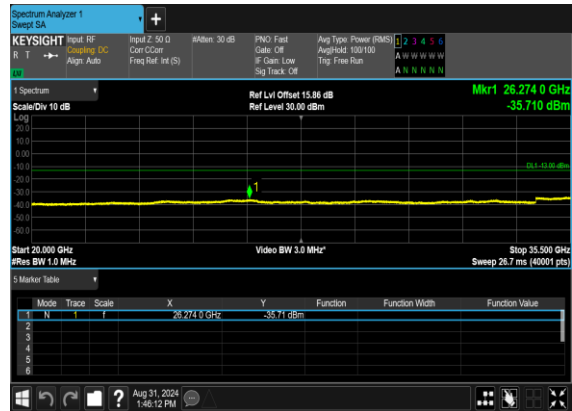 Spectrum Analyzer 1
Swept SA
+
KEYSIGHT Input: RF Input Z: 50 Ω #Atten: 30 dB PNO: Fast Avg Type: Power (RMS) 1 2 3 4 5 6
R T Coupling: DC Corr CCorr Gate: Off Avg|Hold: 100/100 A W W W W W
Align: Auto Freq Ref: Int (S) IF Gain: Low Trig: Free Run
Sig Track: Off A N N N N N
1 Spectrum Ref Lvl Offset 15.86 dB Mkr1 26.274 0 GHz
Scale/Div 10 dB Ref Level 30.00 dBm -35.710 dBm
Log
20.0
10.0
0.00
-10.0 DL1 -13.00 dBm
-20.0
-30.0 1
-40.0
-50.0
-60.0
Start 20.000 GHz Video BW 3.0 MHz* Stop 35.500 GHz
#Res BW 1.0 MHz Sweep 26.7 ms (40001 pts)
5 Marker Table
Mode Trace Scale X Y Function Function Width Function Value
1 N 1 f 26.274 0 GHz -35.71 dBm
2
3
4
5
6
? Aug 31, 2024
1:46:12 PM